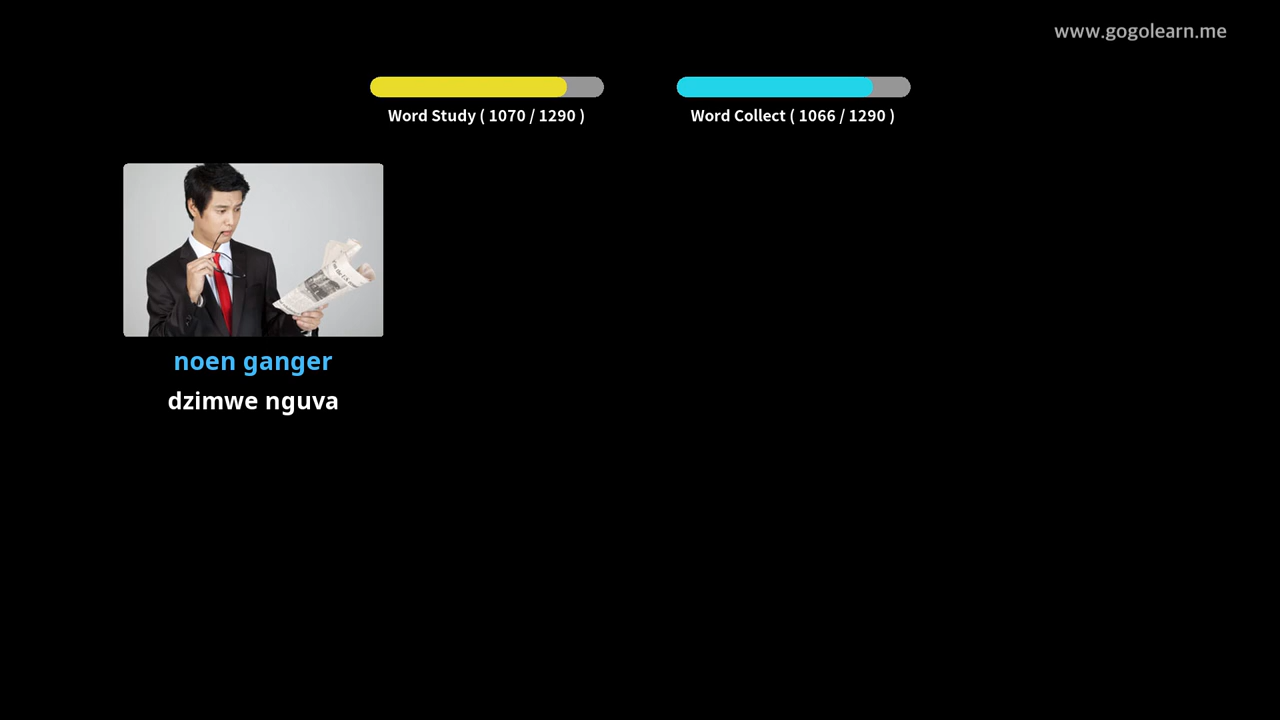 www.gogolearn.me
Word Study ( 1070 / 1290 )
Word Collect ( 1066 / 1290 )
noen ganger
dzimwe nguva